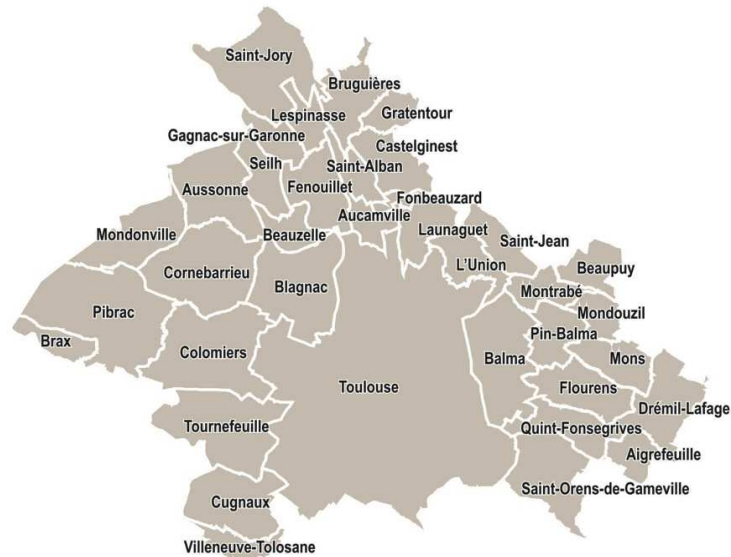 Saint-Jory
Bruguières
Lespinasse
Gratentour
Gagnac-sur-Garonne
Castelginest
Seilh
Saint-Alban
Aussonne
Fenouillet
Fonbeauzard
Aucamville
Launaguet
Mondonville
Beauzelle
Saint-Jean
L'Union
Beaupuy
Cornebarrieu
Blagnac
Montrabé
Pibrac
Mondouzil
Brax
Pin-Balma
Colomiers
Balma
Mons
Toulouse
Flourens
Drémil-Lafage
Tournefeuille
Quint-Fonsegrives
Aigrefeuille
Saint-Orens-de-Gameville
Cugnaux
Villeneuve-Tolosane